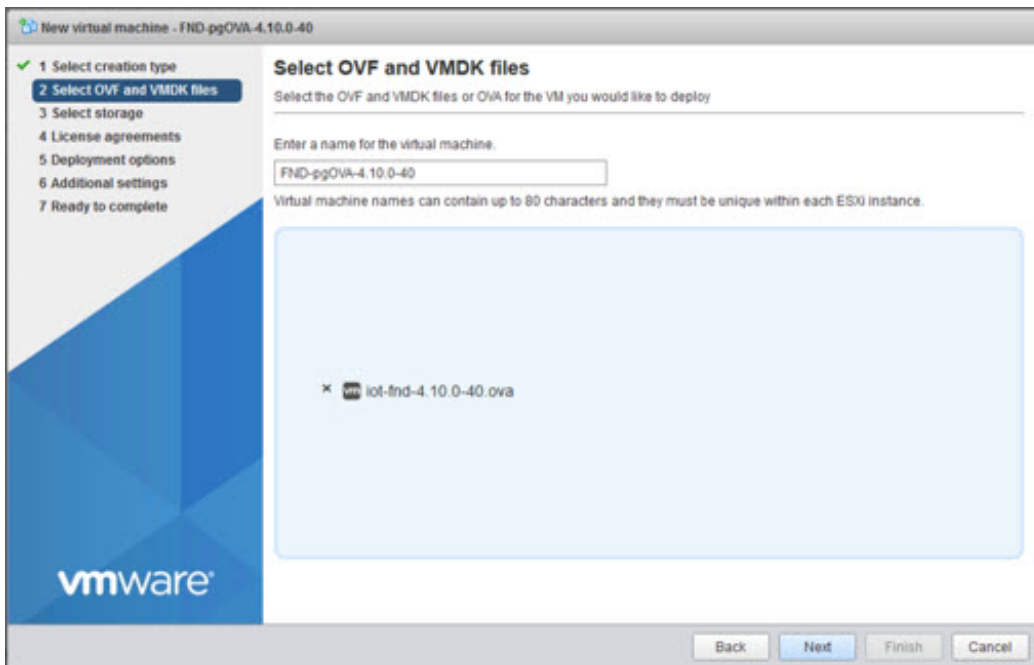 New virtual machine - FND-pgOVA-4.10.0-40
1 Select creation type
2 Select OVF and VMDK files
3 Select storage
4 License agreements
5 Deployment options
6 Additional settings
7 Ready to complete
vmware®
Select OVF and VMDK files
Select the OVF and VMDK files or OVA for the VM you would like to deploy
Enter a name for the virtual machine.
FND-pgOVA-4.10.0-40
Virtual machine names can contain up to 80 characters and they must be unique within each ESXi instance.
× vm iot-fnd-4.10.0-40.ova
Back Next Finish Cancel